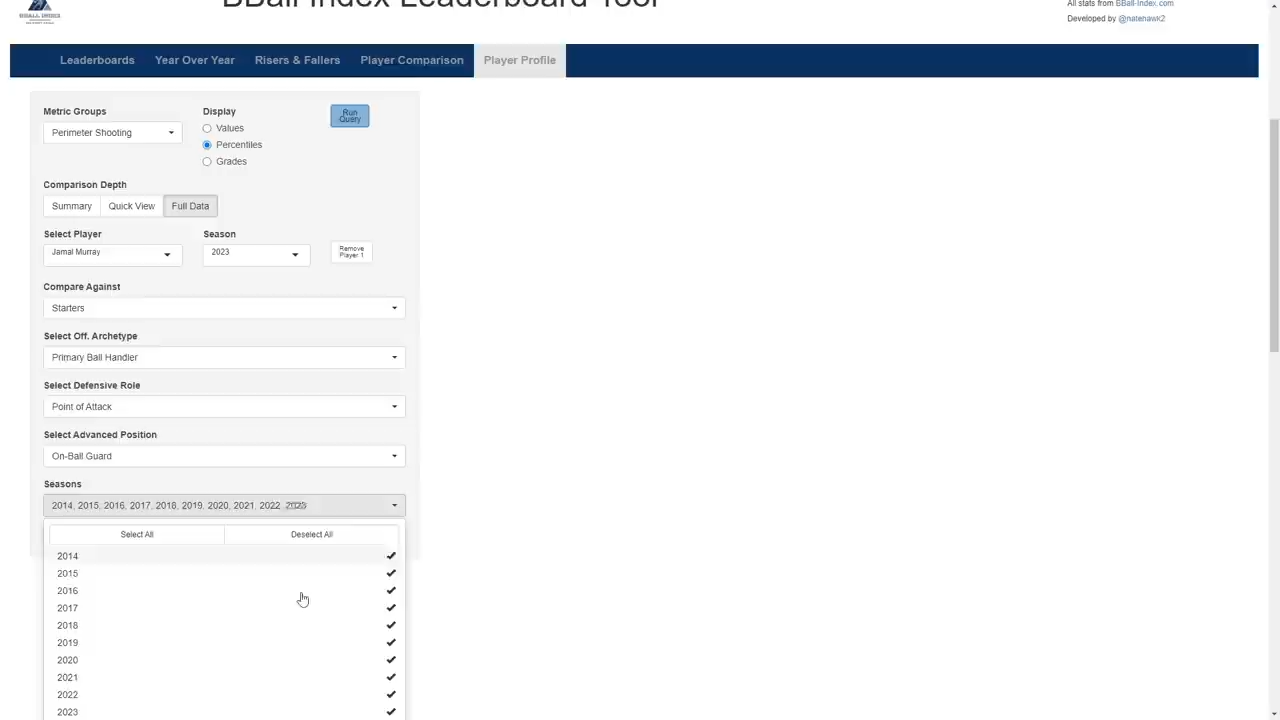 BBall Index Leaderboard Tool
All stats from BBall-Index.com
Developed by @natehawk2
BBALL INDEX
Leaderboards Year Over Year Risers & Fallers Player Comparison Player Profile
Metric Groups Display Run Query
Perimeter Shooting Values
Percentiles
Grades
Comparison Depth
Summary Quick View Full Data
Select Player Season
Jamal Murray 2023 Remove Player 1
Compare Against
Starters
Select Off. Archetype
Primary Ball Handler
Select Defensive Role
Point of Attack
Select Advanced Position
On-Ball Guard
Seasons
2014, 2015, 2016, 2017, 2018, 2019, 2020, 2021, 2022, 2023
Select All Deselect All
2014
2015
2016
2017
2018
2019
2020
2021
2022
2023